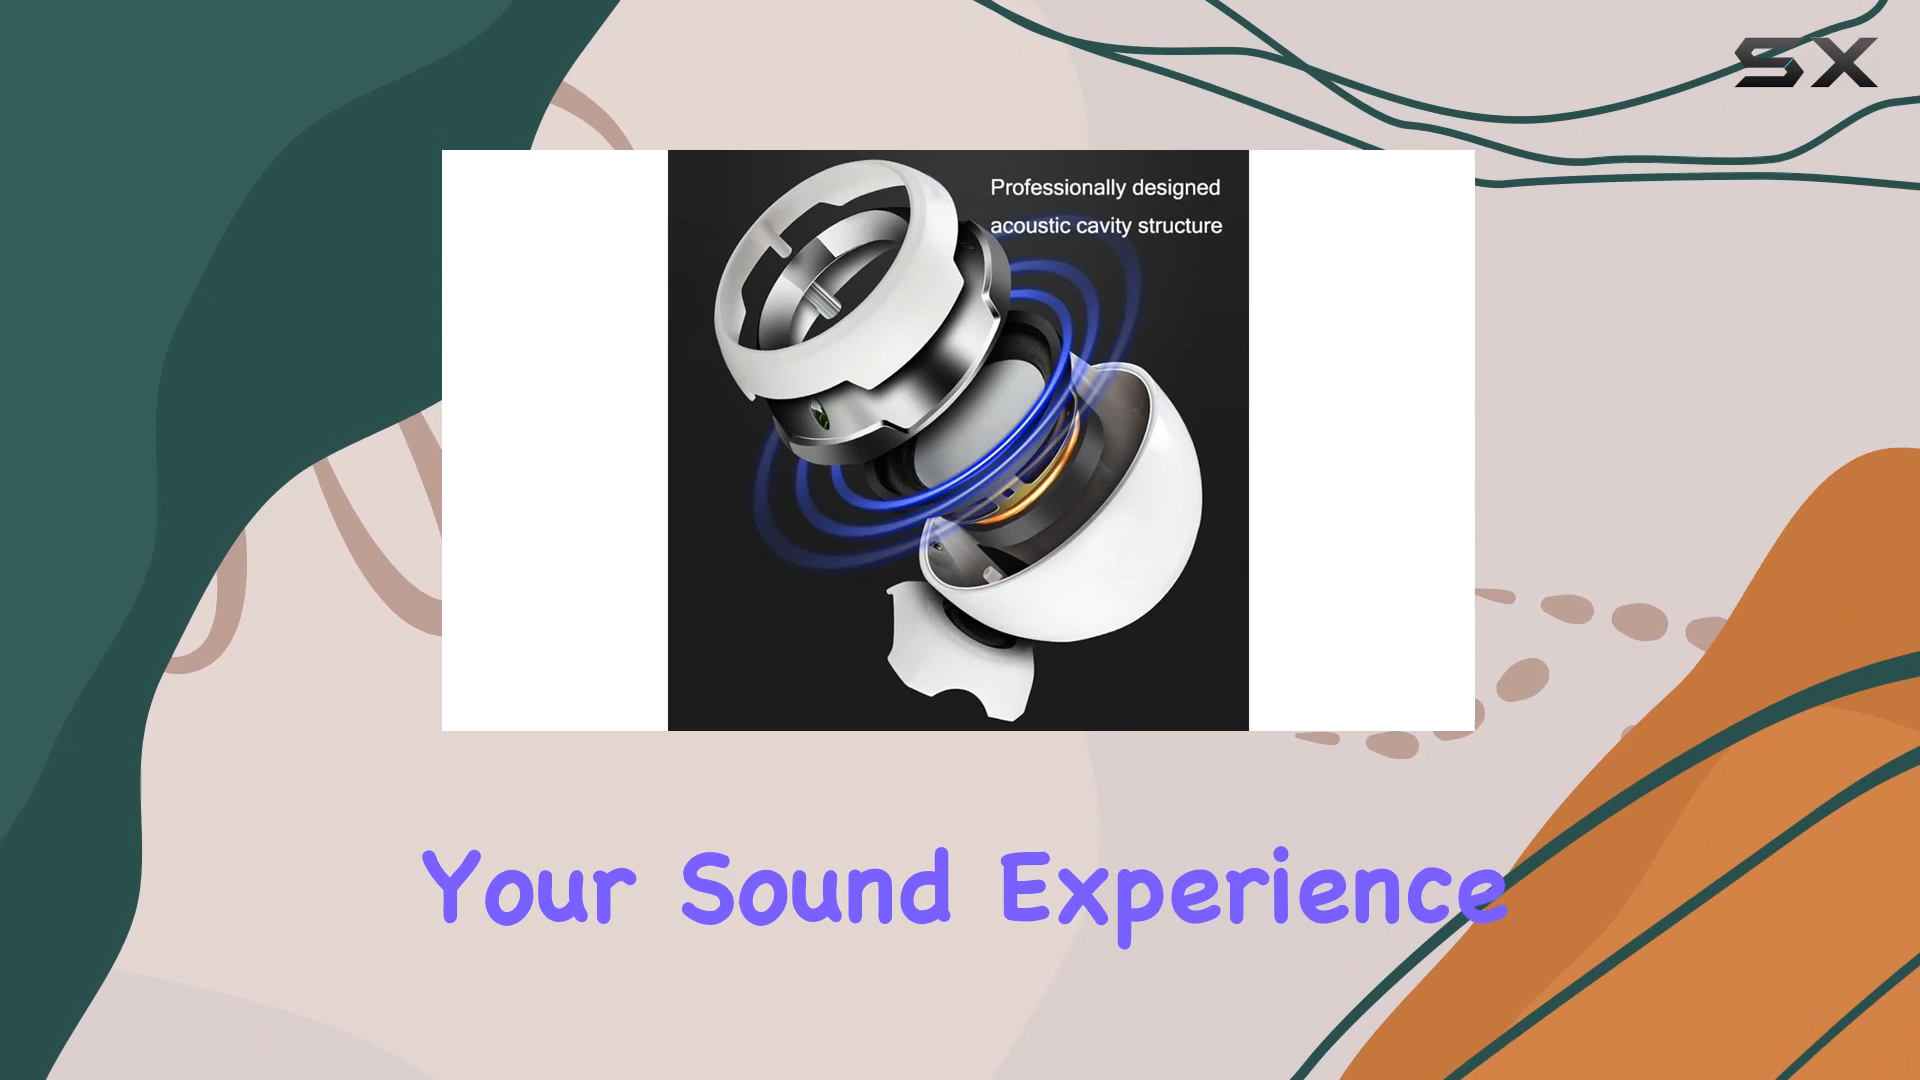 SX
Professionally designed
acoustic cavity structure
Your Sound Experience